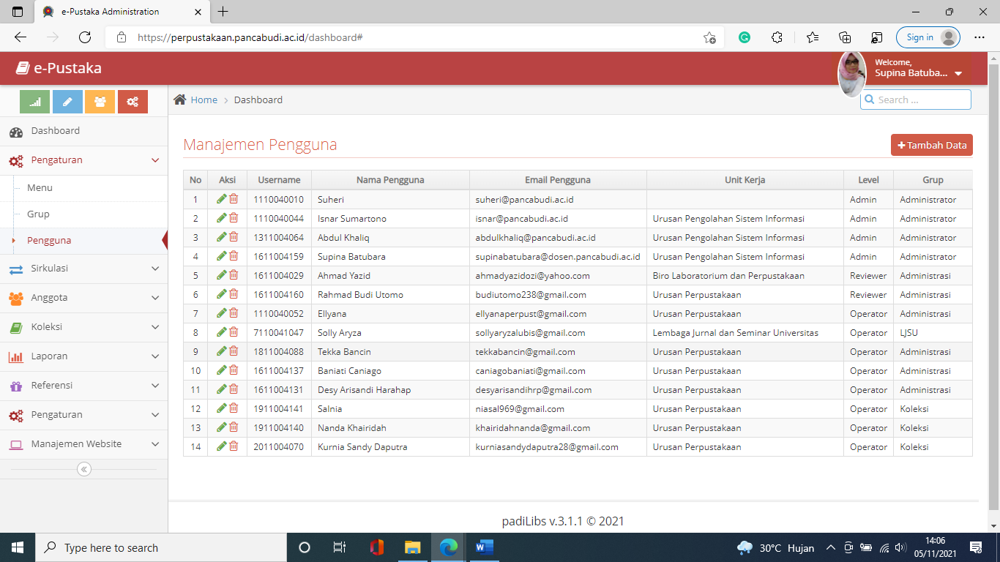 e-Pustaka Administration
https://perpustakaan.pancabudi.ac.id/dashboard#
Sign in
e-Pustaka
Welcome,
Supina Batuba...
Home > Dashboard
Search ...
Dashboard
Pengaturan
Menu
Grup
Pengguna
Sirkulasi
Anggota
Koleksi
Laporan
Referensi
Pengaturan
Manajemen Website
Manajemen Pengguna
+Tambah Data
No Aksi Username Nama Pengguna Email Pengguna Unit Kerja Level Grup
1 1110040010 Suheri suheri@pancabudi.ac.id Admin Administrator
2 1110040044 Isnar Sumartono isnar@pancabudi.ac.id Urusan Pengolahan Sistem Informasi Admin Administrator
3 1311004064 Abdul Khaliq abdulkhaliq@pancabudi.ac.id Urusan Pengolahan Sistem Informasi Admin Administrator
4 1611004159 Supina Batubara supinabatubara@dosen.pancabudi.ac.id Urusan Pengolahan Sistem Informasi Admin Administrator
5 1611004029 Ahmad Yazid ahmadyazidozi@yahoo.com Biro Laboratorium dan Perpustakaan Reviewer Administrasi
6 1611004160 Rahmad Budi Utomo budiutomo238@gmail.com Urusan Perpustakaan Reviewer Administrasi
7 1110040052 Ellyana ellyanaperpust@gmail.com Urusan Perpustakaan Operator Administrasi
8 7110041047 Solly Aryza sollyaryzalubis@gmail.com Lembaga Jurnal dan Seminar Universitas Operator LJSU
9 1811004088 Tekka Bancin tekkabancin@gmail.com Urusan Perpustakaan Operator Administrasi
10 1611004137 Baniati Caniago caniagobaniati@gmail.com Urusan Perpustakaan Operator Administrasi
11 1611004131 Desy Arisandi Harahap desyarisandihrp@gmail.com Urusan Perpustakaan Operator Administrasi
12 1911004141 Salnia niasal969@gmail.com Urusan Perpustakaan Operator Koleksi
13 1911004140 Nanda Khairidah khairidahnanda@gmail.com Urusan Perpustakaan Operator Koleksi
14 2011004070 Kurnia Sandy Daputra kurniasandydaputra28@gmail.com Urusan Perpustakaan Operator Koleksi
padiLibs v.3.1.1 © 2021
Type here to search
30°C Hujan
14:06
05/11/2021